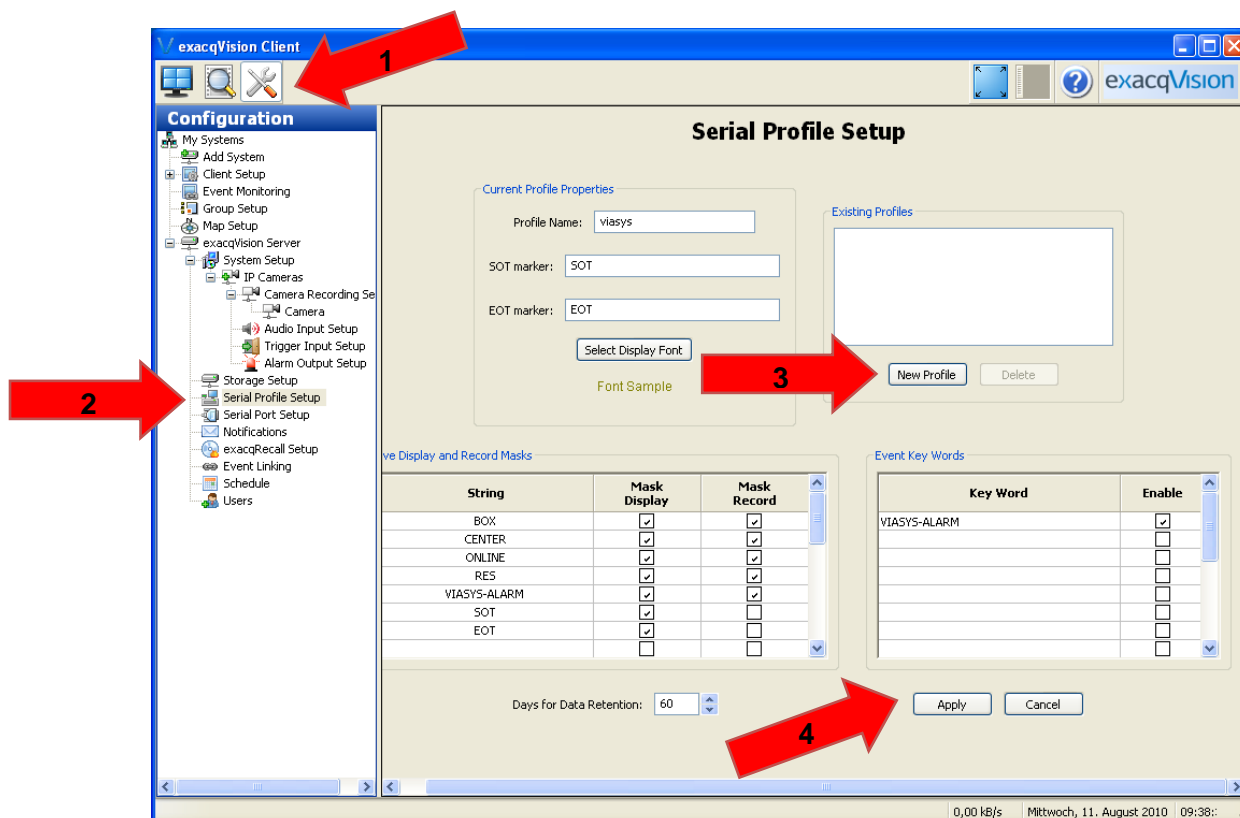 exacqVision Client
1
exacqVision
Configuration
My Systems
Add System
Client Setup
Event Monitoring
Group Setup
Map Setup
exacqVision Server
System Setup
IP Cameras
Camera Recording Se
Camera
Audio Input Setup
Trigger Input Setup
Alarm Output Setup
Storage Setup
2
Serial Profile Setup
Serial Port Setup
Notifications
exacqRecall Setup
Event Linking
Schedule
Users
Serial Profile Setup
Current Profile Properties
Profile Name: viasys
SOT marker: SOT
EOT marker: EOT
Select Display Font
Font Sample
Existing Profiles
3
New Profile Delete
ve Display and Record Masks
String Mask Display Mask Record
BOX
CENTER
ONLINE
RES
VIASYS-ALARM
SOT
EOT
Event Key Words
Key Word Enable
VIASYS-ALARM
Days for Data Retention: 60
4
Apply Cancel
0,00 kB/s Mittwoch, 11. August 2010 09:38: